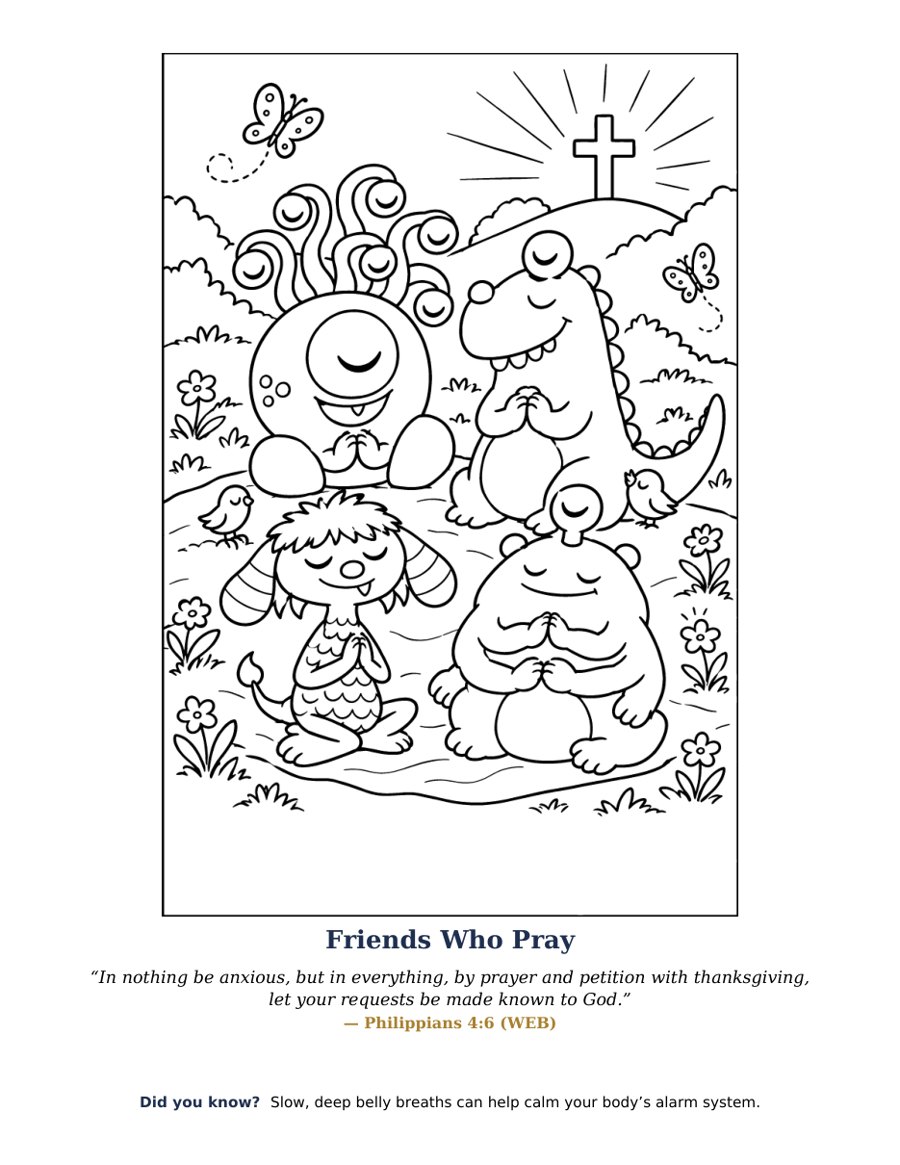 Friends Who Pray
“In nothing be anxious, but in everything, by prayer and petition with thanksgiving,
let your requests be made known to God.”
— Philippians 4:6 (WEB)
Did you know? Slow, deep belly breaths can help calm your body’s alarm system.